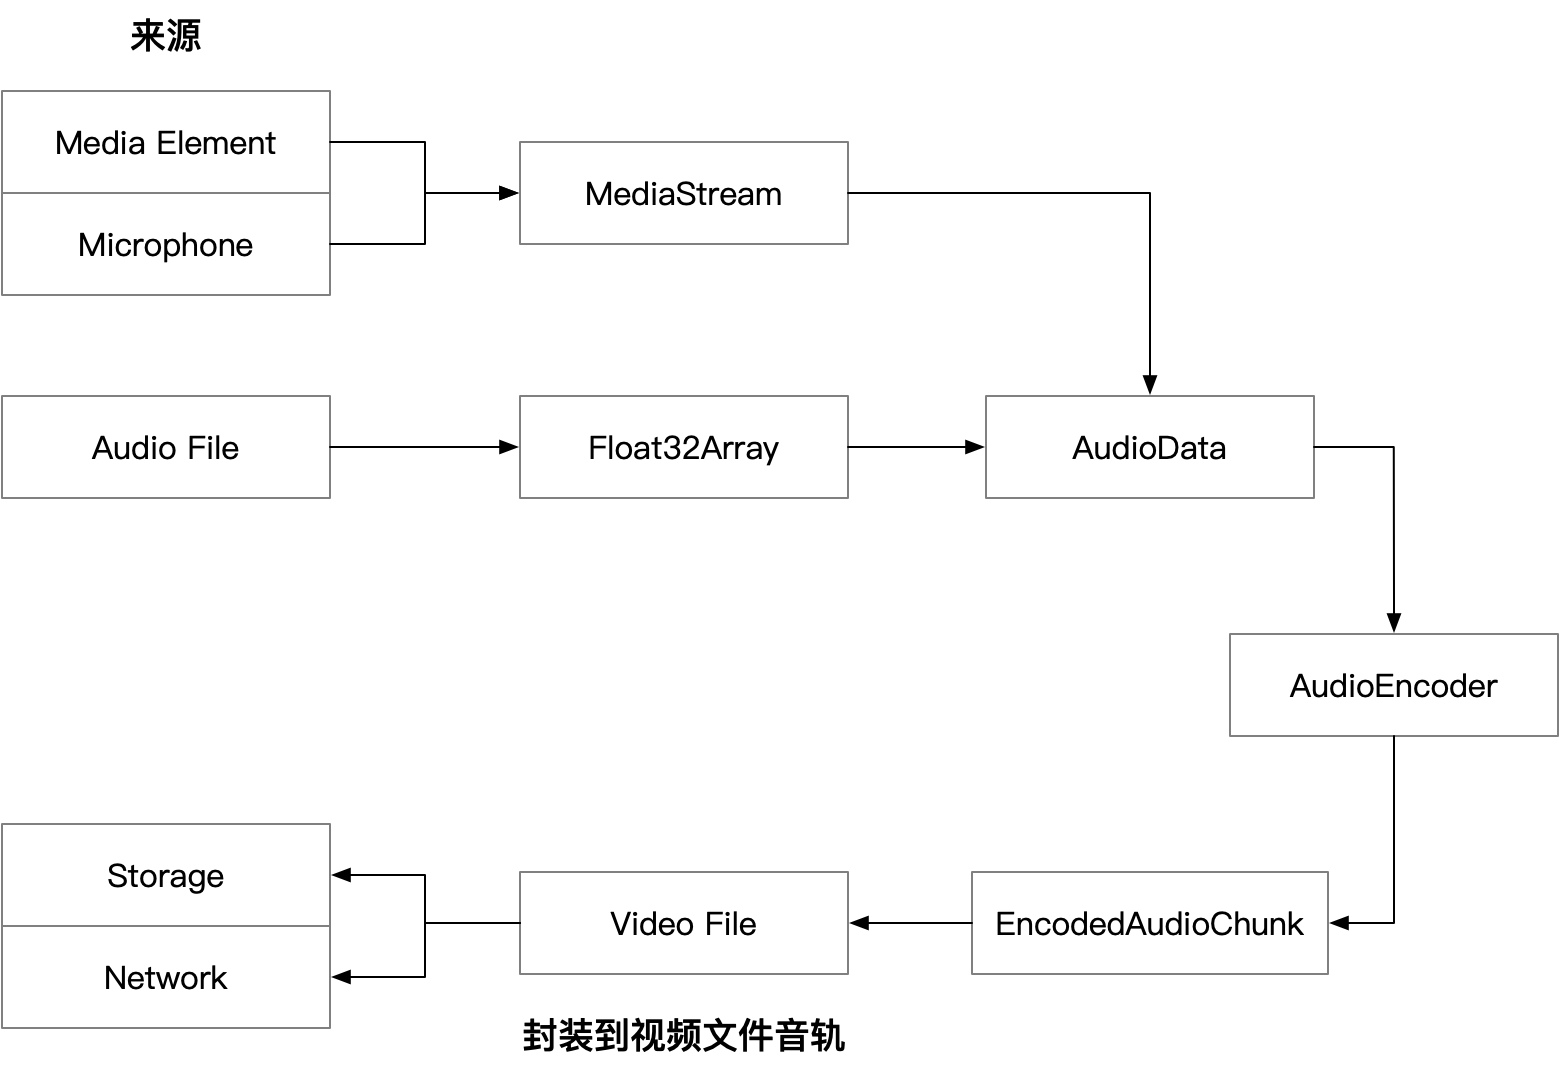 来源
Media Element
MediaStream
Microphone
Audio File
Float32Array
AudioData
AudioEncoder
Storage
Video File
EncodedAudioChunk
Network
封装到视频文件音轨